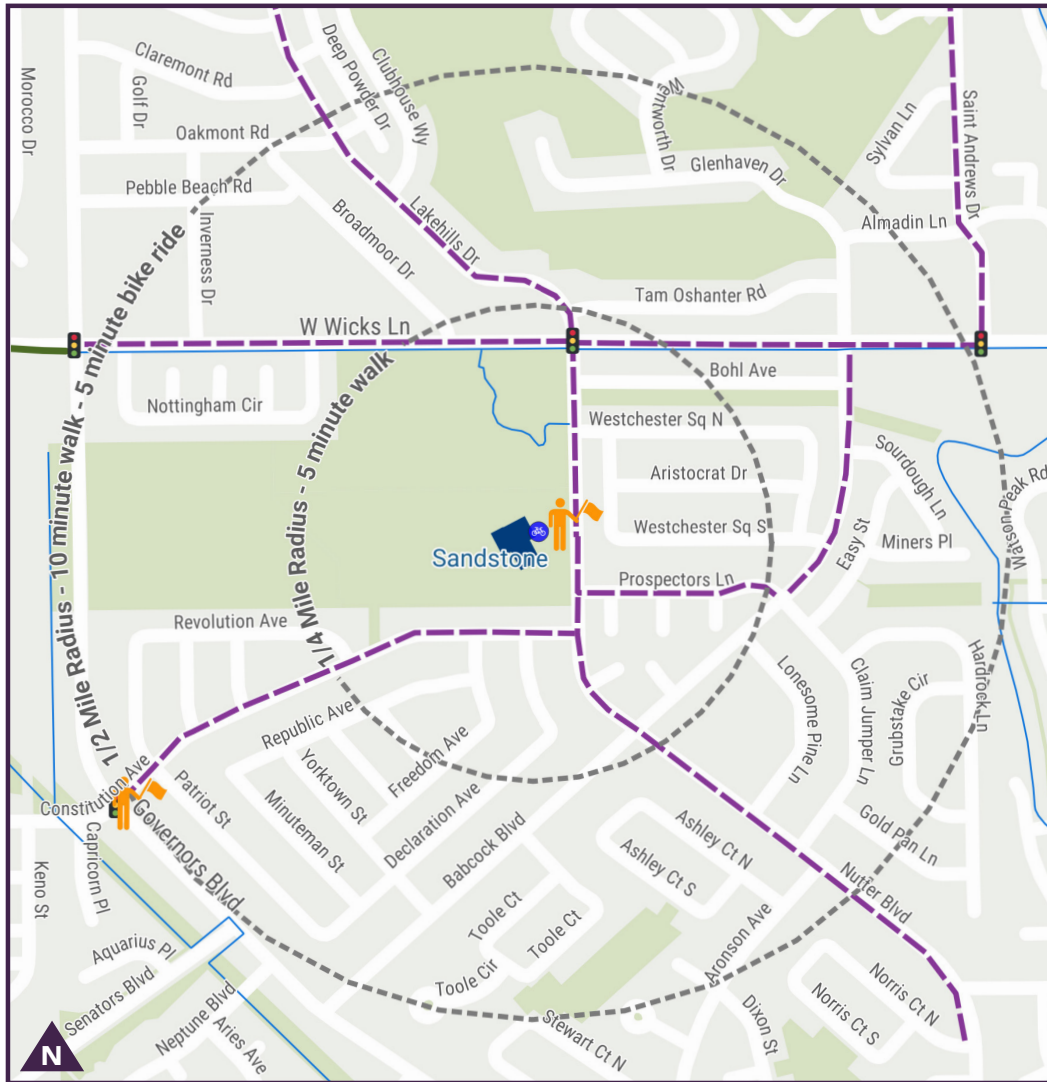 Morocco Dr
Claremont Rd
Golf Dr
Deep Powder Dr
Clubhouse Wy
Oakmont Rd
Pebble Beach Rd
Inverness Dr
Broadmoor Dr
Lakehills Dr
Wentworth Dr
Glenhaven Dr
Sylvan Ln
Saint Andrews Dr
Almadin Ln
Tam Oshanter Rd
W Wicks Ln
Bohl Ave
Nottingham Cir
Westchester Sq N
Aristocrat Dr
Westchester Sq S
Sourdough Ln
Watson Peak Rd
Miners Pl
Easy St
Prospectors Ln
Sandstone
1/2 Mile Radius - 10 minute walk - 5 minute bike ride
1/4 Mile Radius - 5 minute walk
Revolution Ave
Republic Ave
Yorktown St
Freedom Ave
Minuteman St
Declaration Ave
Patriot St
Constitution Ave
Governors Blvd
Capricorn Pl
Keno St
Babcock Blvd
Lonesome Pine Ln
Claim Jumper Ln
Grubstake Cir
Hardrock Ln
Gold Pan Ln
Ashley Ct N
Ashley Ct S
Nutter Blvd
Aronson Ave
Toole Ct
Toole Ct
Toole Cir
Aquarius Pl
Senators Blvd
Neptune Blvd
Aries Ave
Stewart Ct N
Dixon St
Norris Ct N
Norris Ct S
N